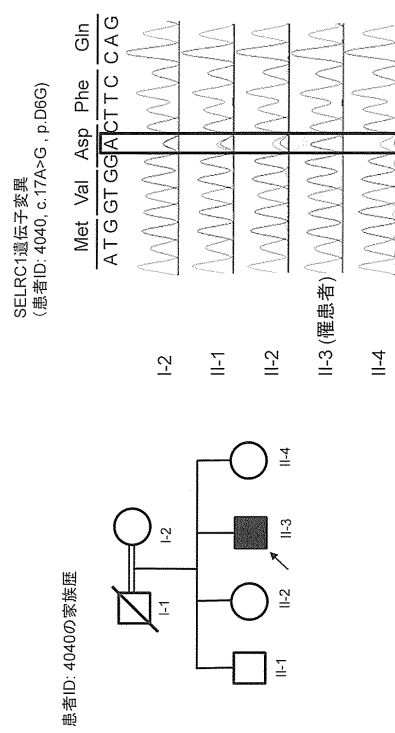 患者ID: 4040の家族歴
I-1
I-2
II-1
II-2
II-3
II-4
SELRC1遺伝子変異
(患者ID: 4040, c.17A>G , p.D6G)
Met Val Asp Phe Gln
ATGGTGGACTTCCAG
I-2
II-1
II-2
II-3 (罹患者)
II-4